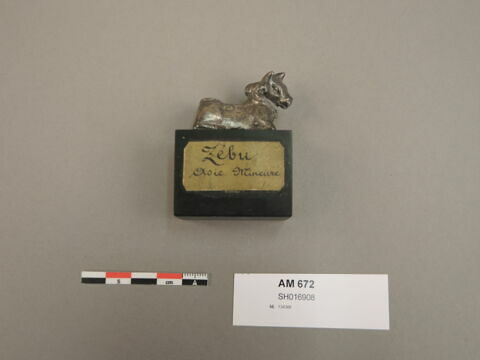 Zébu
Asie Mineure
5
cm
A
AM 672
SH016908